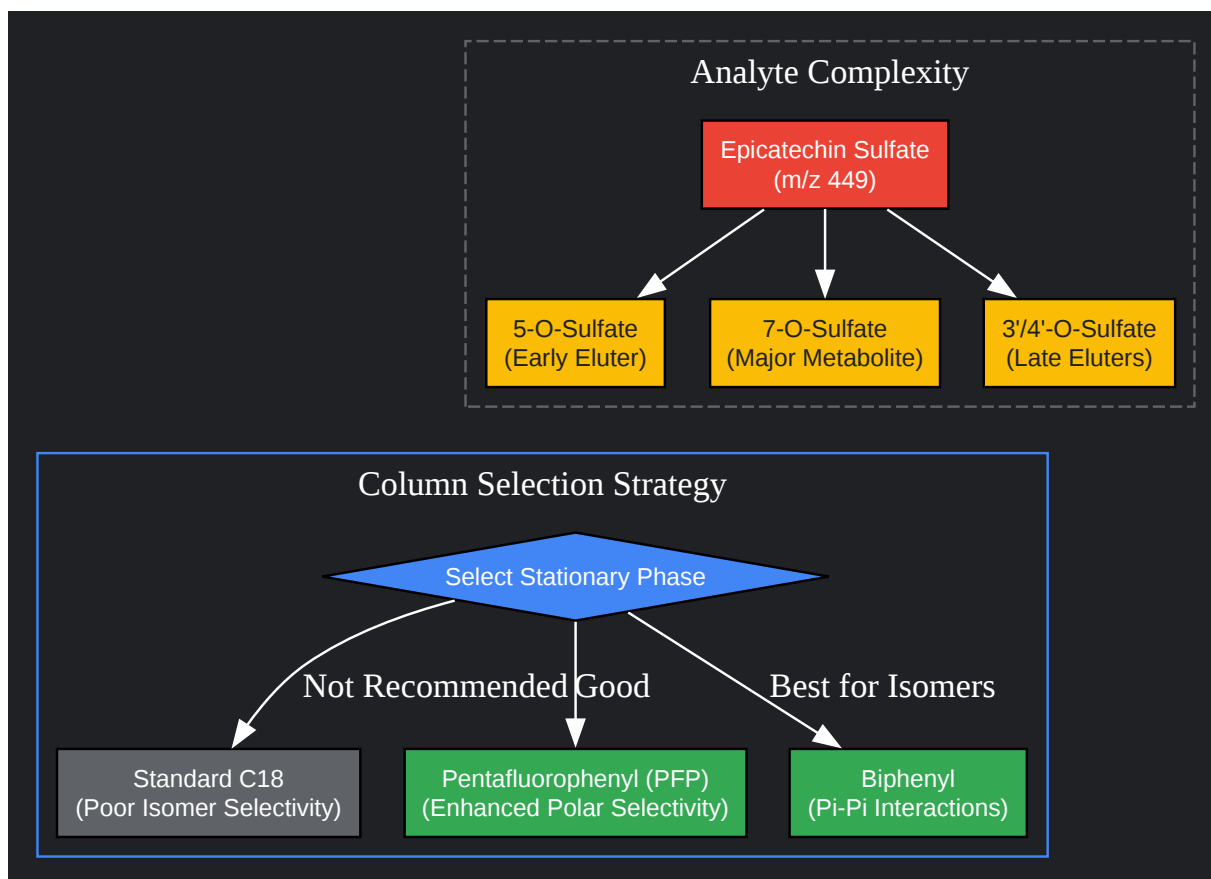 Analyte Complexity
Epicatechin Sulfate
(m/z 449)
5-O-Sulfate
(Early Eluter)
7-O-Sulfate
(Major Metabolite)
3'/4'-O-Sulfate
(Late Eluters)
Column Selection Strategy
Select Stationary Phase
Not Recommended
Good
Best for Isomers
Standard C18
(Poor Isomer Selectivity)
Pentafluorophenyl (PFP)
(Enhanced Polar Selectivity)
Biphenyl
(Pi-Pi Interactions)